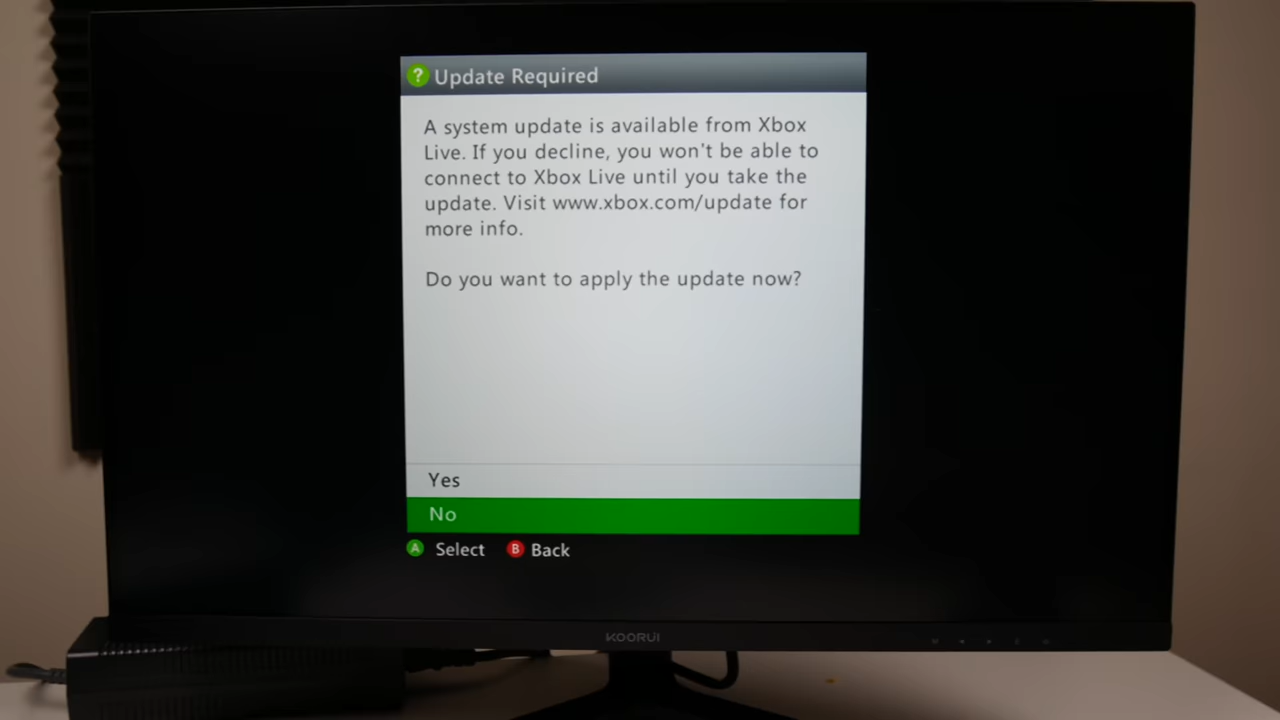 ? Update Required
A system update is available from Xbox
Live. If you decline, you won't be able to
connect to Xbox Live until you take the
update. Visit www.xbox.com/update for
more info.
Do you want to apply the update now?
Yes
No
A Select B Back
KOORUI